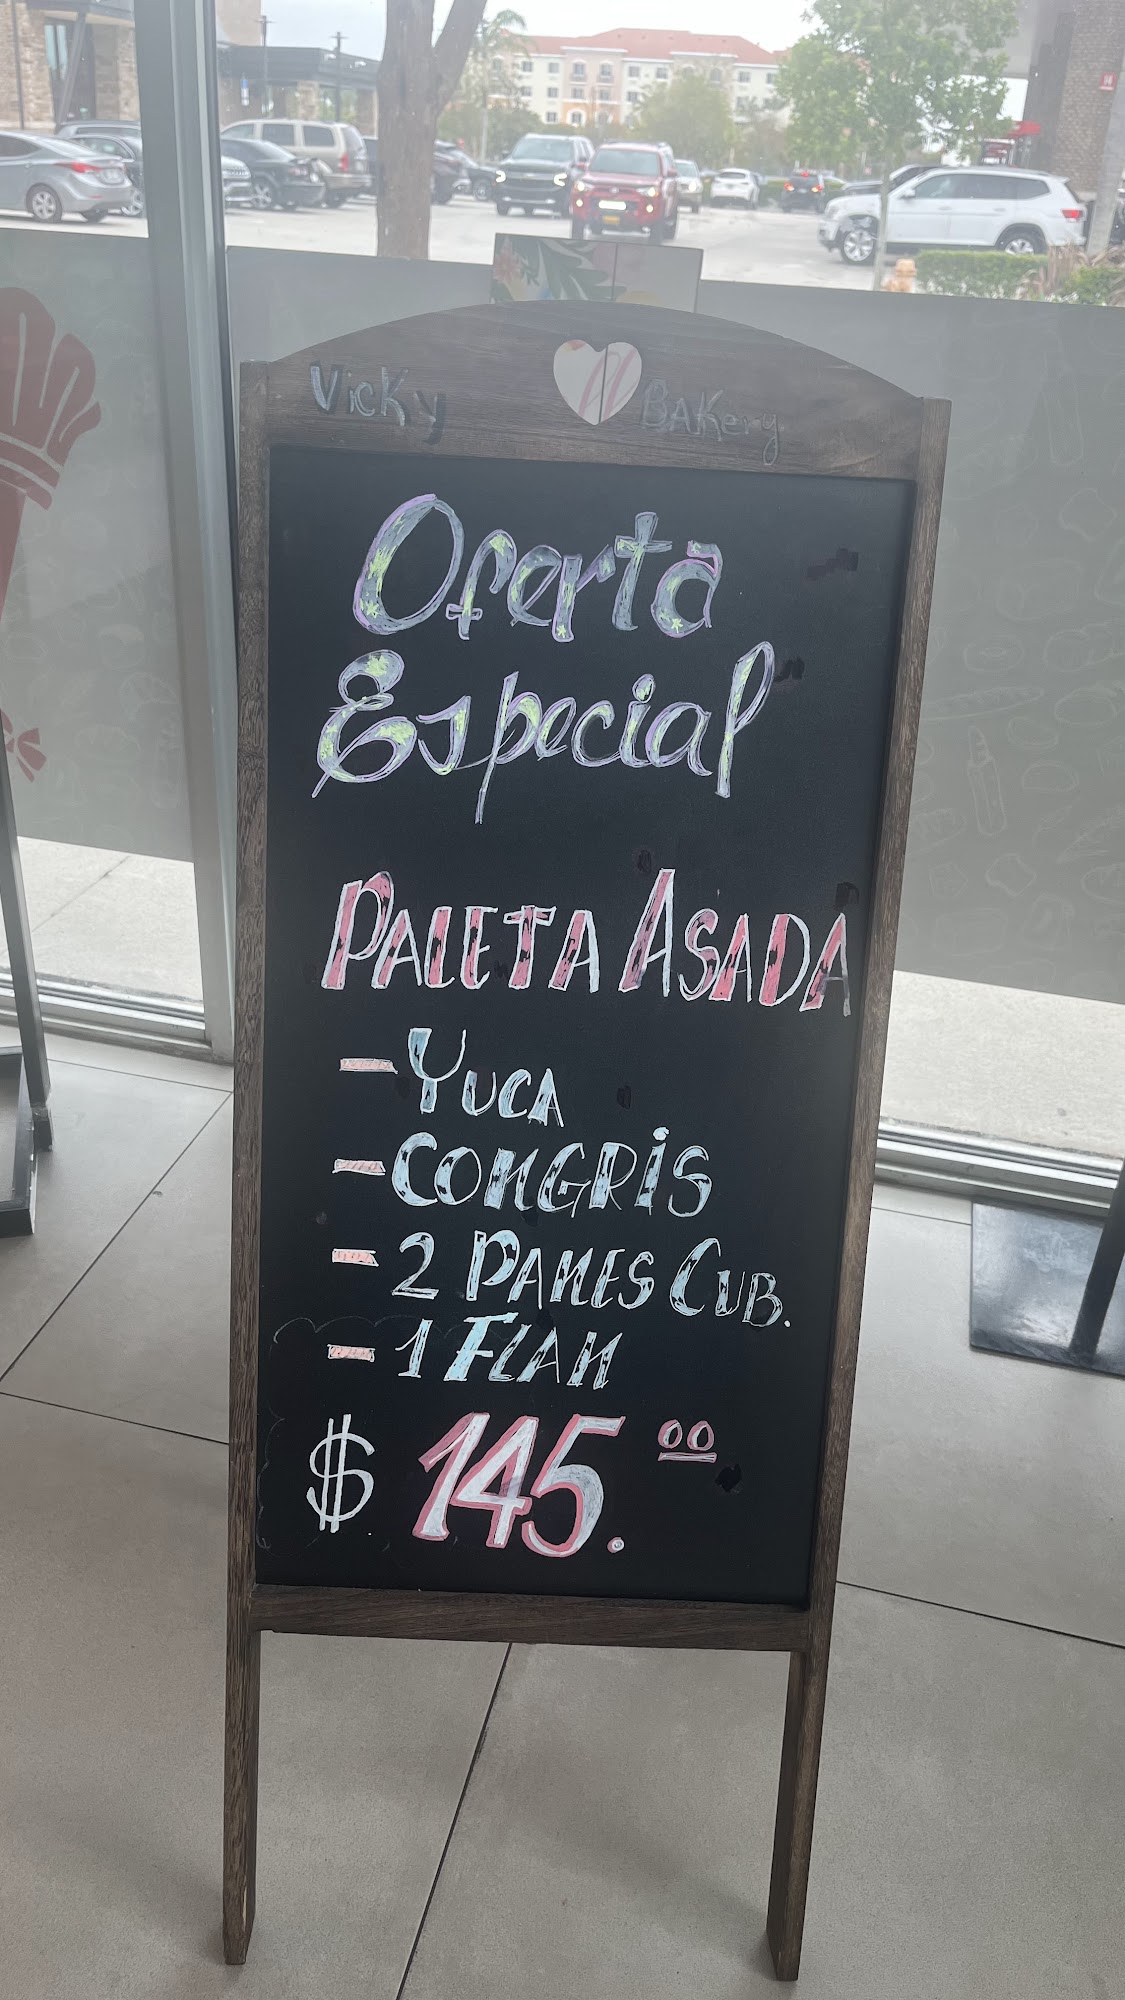 Vicky Bakery
Oferta
Especial
PALETA ASADA
- YUCA
- CONGRiS
- 2 PANES CUB.
- 1 FLAN
$ 145.00